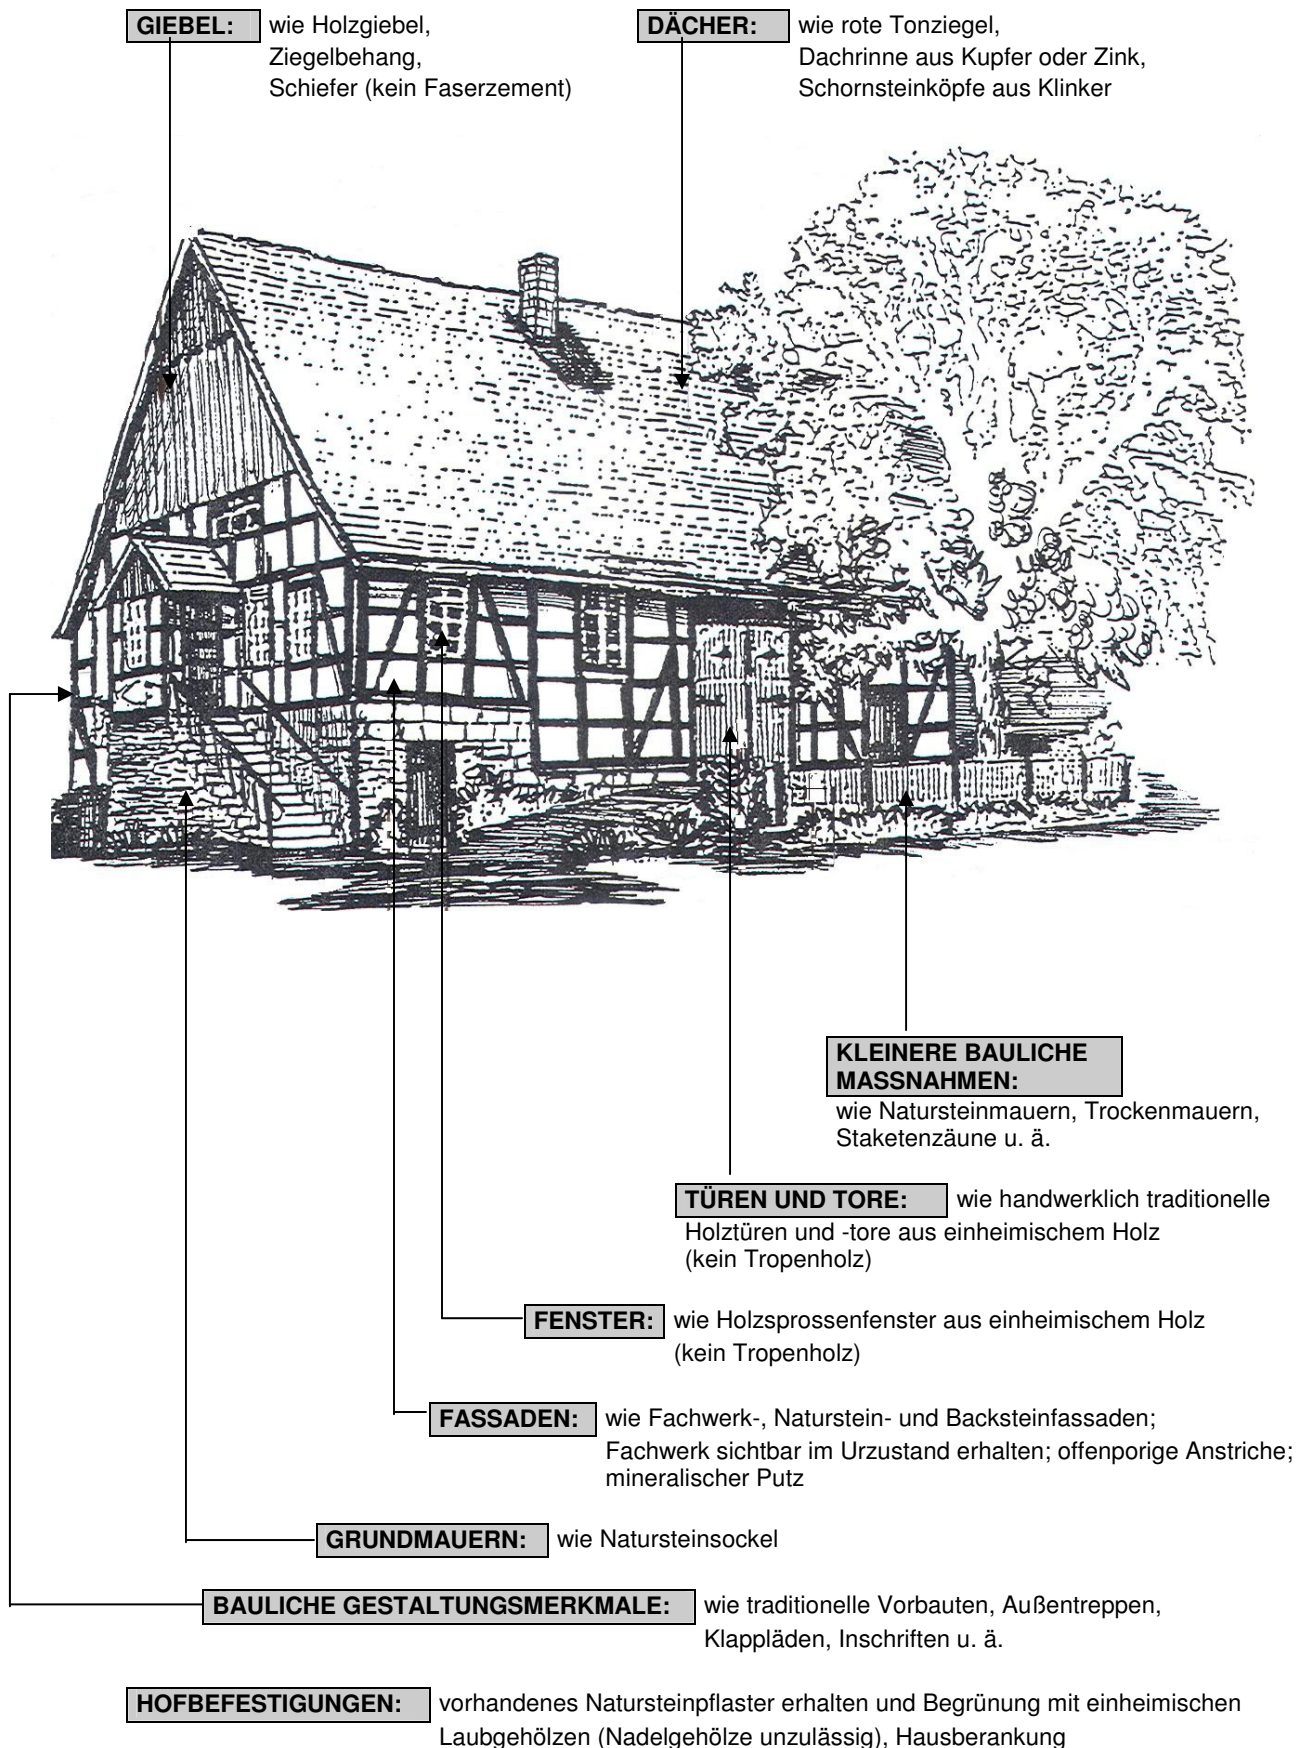 GIEBEL: wie Holzgiebel,
Ziegelbehang,
Schiefer (kein Faserzement)
DÄCHER: wie rote Tonziegel,
Dachrinne aus Kupfer oder Zink,
Schornsteinköpfe aus Klinker
KLEINERE BAULICHE
MASSNAHMEN:
wie Natursteinmauern, Trockenmauern,
Staketenzäune u. ä.
TÜREN UND TORE: wie handwerklich traditionelle
Holztüren und -tore aus einheimischem Holz
(kein Tropenholz)
FENSTER: wie Holzsprossenfenster aus einheimischem Holz
(kein Tropenholz)
FASSADEN: wie Fachwerk-, Naturstein- und Backsteinfassaden;
Fachwerk sichtbar im Urzustand erhalten; offenporige Anstriche;
mineralischer Putz
GRUNDMAUERN: wie Natursteinsockel
BAULICHE GESTALTUNGSMERKMALE: wie traditionelle Vorbauten, Außentreppen,
Klappläden, Inschriften u. ä.
HOFBEFESTIGUNGEN: vorhandenes Natursteinpflaster erhalten und Begrünung mit einheimischen
Laubgehölzen (Nadelgehölze unzulässig), Hausberankung